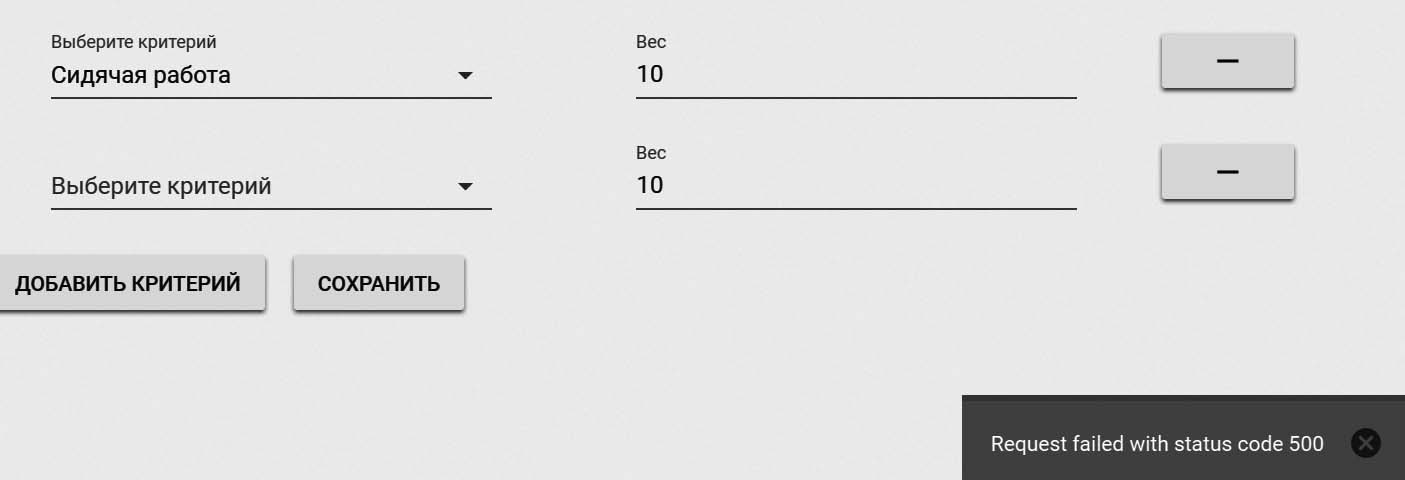 Выберите критерий
Вес
Сидячая работа
10
Вес
Выберите критерий
10
ДОБАВИТЬ КРИТЕРИЙ
СОХРАНИТЬ
Request failed with status code 500